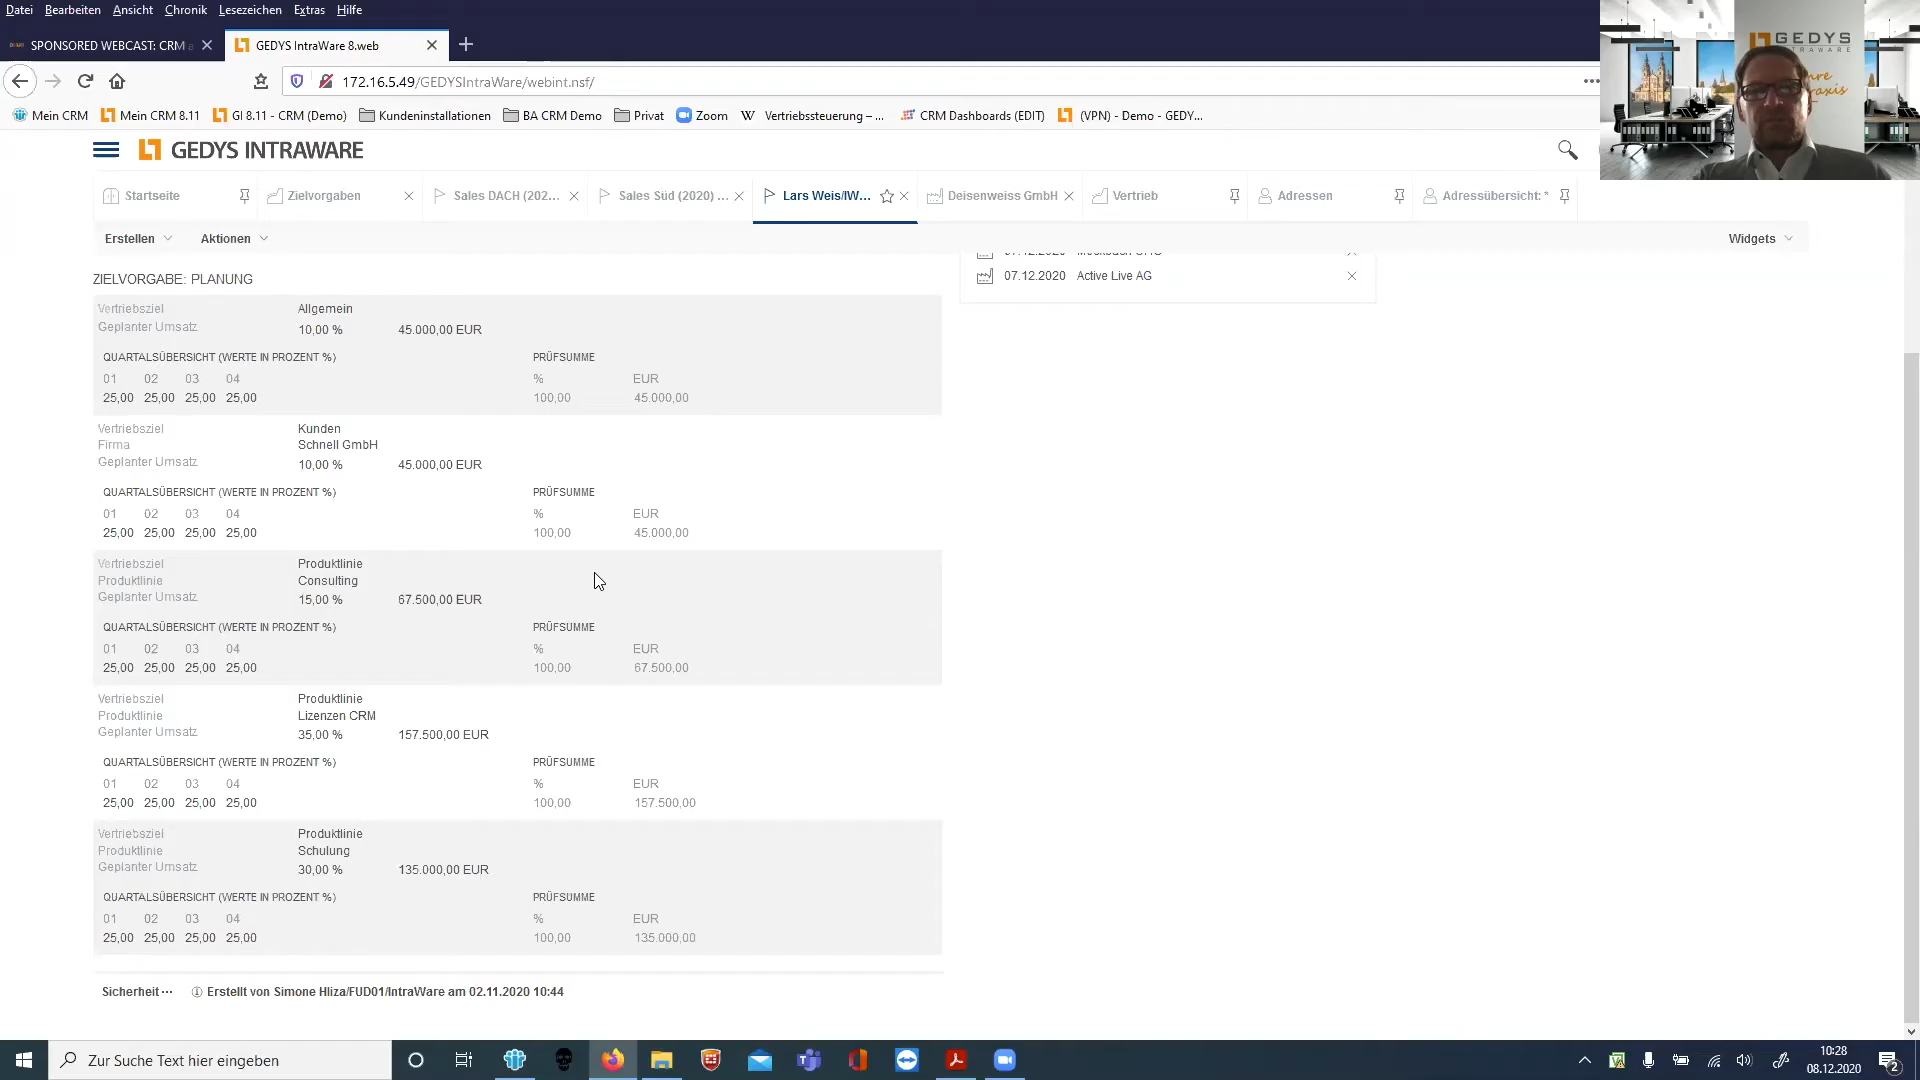 Datei Bearbeiten Ansicht Chronik Lesezeichen Extras Hilfe
SPONSORED WEBCAST: CRM
GEDYS IntraWare 8.web
172.16.5.49/GEDYSIntraWare/webint.nsf/
Mein CRM Mein CRM 8.11 GI 8.11 - CRM (Demo) Kundeninstallationen BA CRM Demo Privat Zoom Vertriebssteuerung – ... CRM Dashboards (EDIT) (VPN) - Demo - GEDY...
GEDYS INTRAWARE
Startseite Zielvorgaben Sales DACH (202... Sales Süd (2020) ... Lars Weis/IW... Deisenweiss GmbH Vertrieb Adressen Adressübersicht: *
Erstellen Aktionen Widgets
07.12.2020 Active Live AG
ZIELVORGABE: PLANUNG
Vertriebsziel Allgemein
Geplanter Umsatz 10,00 % 45.000,00 EUR
QUARTALSÜBERSICHT (WERTE IN PROZENT %) PRÜFSUMME
01 02 03 04 % EUR
25,00 25,00 25,00 25,00 100,00 45.000,00
Vertriebsziel Kunden
Firma Schnell GmbH
Geplanter Umsatz 10,00 % 45.000,00 EUR
QUARTALSÜBERSICHT (WERTE IN PROZENT %) PRÜFSUMME
01 02 03 04 % EUR
25,00 25,00 25,00 25,00 100,00 45.000,00
Vertriebsziel Produktlinie
Produktlinie Consulting
Geplanter Umsatz 15,00 % 67.500,00 EUR
QUARTALSÜBERSICHT (WERTE IN PROZENT %) PRÜFSUMME
01 02 03 04 % EUR
25,00 25,00 25,00 25,00 100,00 67.500,00
Vertriebsziel Produktlinie
Produktlinie Lizenzen CRM
Geplanter Umsatz 35,00 % 157.500,00 EUR
QUARTALSÜBERSICHT (WERTE IN PROZENT %) PRÜFSUMME
01 02 03 04 % EUR
25,00 25,00 25,00 25,00 100,00 157.500,00
Vertriebsziel Produktlinie
Produktlinie Schulung
Geplanter Umsatz 30,00 % 135.000,00 EUR
QUARTALSÜBERSICHT (WERTE IN PROZENT %) PRÜFSUMME
01 02 03 04 % EUR
25,00 25,00 25,00 25,00 100,00 135.000,00
Sicherheit ··· Erstellt von Simone Hliza/FUD01/IntraWare am 02.11.2020 10:44
GEDYS
Zur Suche Text hier eingeben
10:28
08.12.2020
2